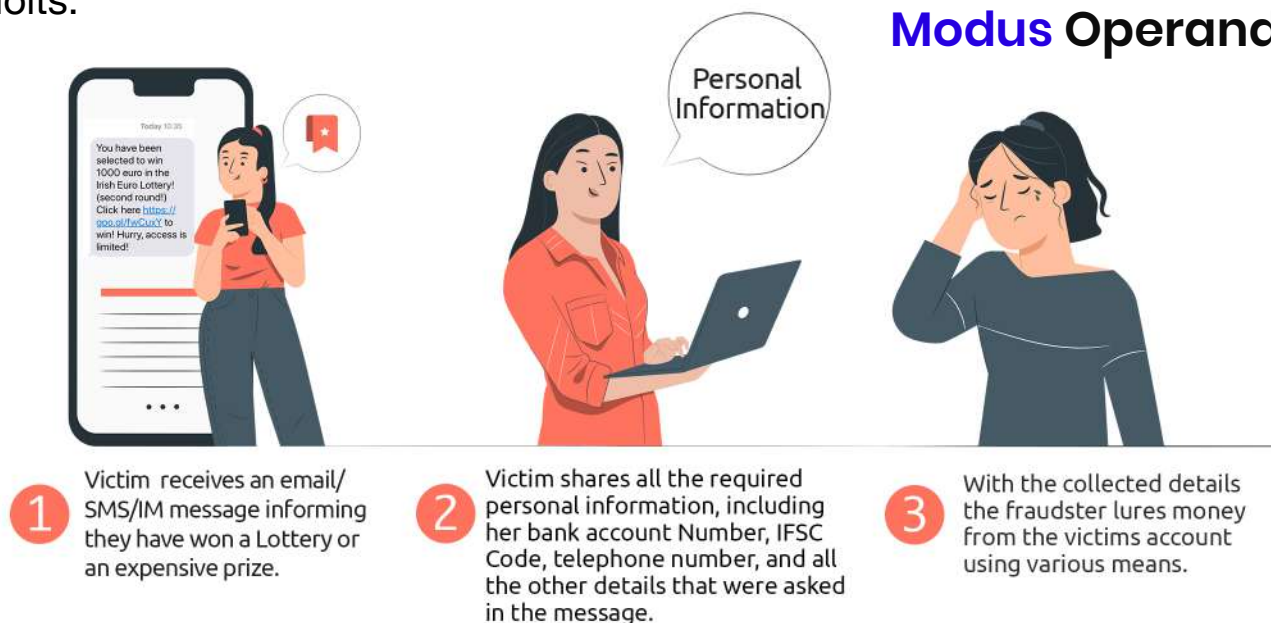 Modus Operand
Today 10:35
You have been
selected to win
1000 euro in the
Irish Euro Lottery!
(second round!)
Click here https://
goo.gl/fwCuxY to
win! Hurry, access is
limited!
Personal
Information
1
Victim receives an email/
SMS/IM message informing
they have won a Lottery or
an expensive prize.
2
Victim shares all the required
personal information, including
her bank account Number, IFSC
Code, telephone number, and all
the other details that were asked
in the message.
3
With the collected details
the fraudster lures money
from the victims account
using various means.